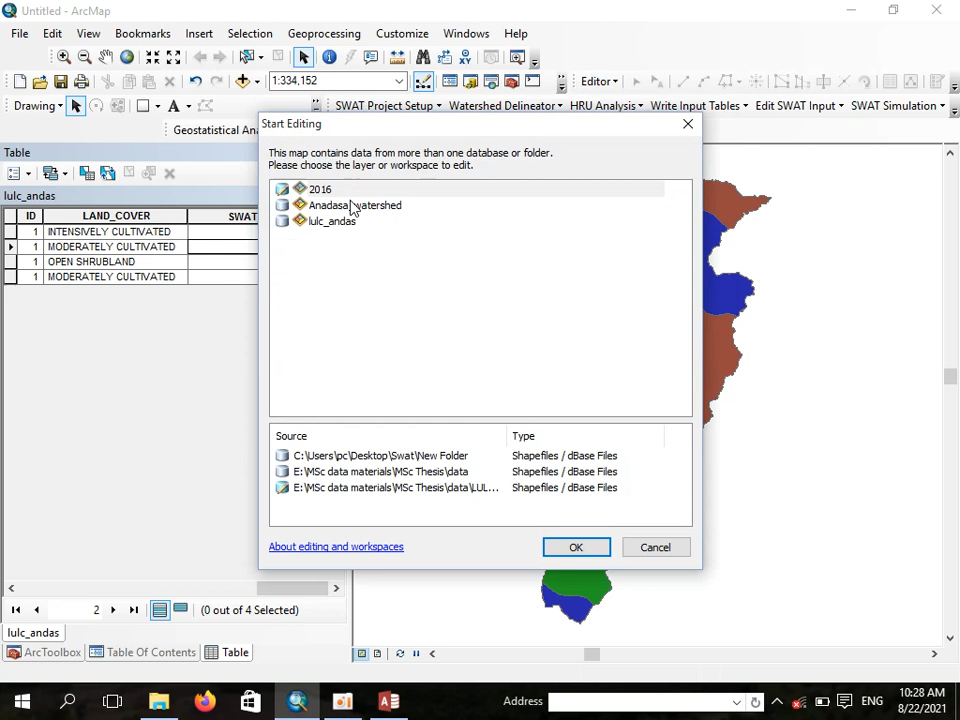 Untitled - ArcMap
File Edit View Bookmarks Insert Selection Geoprocessing Customize Windows Help
1:334,152
Editor
Drawing A SWAT Project Setup Watershed Delineator HRU Analysis Write Input Tables Edit SWAT Input SWAT Simulation
Geostatistical Ana
Start Editing
Table
This map contains data from more than one database or folder.
Please choose the layer or workspace to edit.
lulc_andas
ID LAND_COVER SWAT
1 INTENSIVELY CULTIVATED
1 MODERATELY CULTIVATED
1 OPEN SHRUBLAND
1 MODERATELY CULTIVATED
2016
Anadasa watershed
lulc_andas
Source Type
C:\Users\pc\Desktop\Swat\New Folder Shapefiles / dBase Files
E:\MSc data materials\MSc Thesis\data Shapefiles / dBase Files
E:\MSc data materials\MSc Thesis\data\LUL... Shapefiles / dBase Files
About editing and workspaces
OK Cancel
2 (0 out of 4 Selected)
lulc_andas
ArcToolbox Table Of Contents Table
Address ENG 10:28 AM
8/22/2021